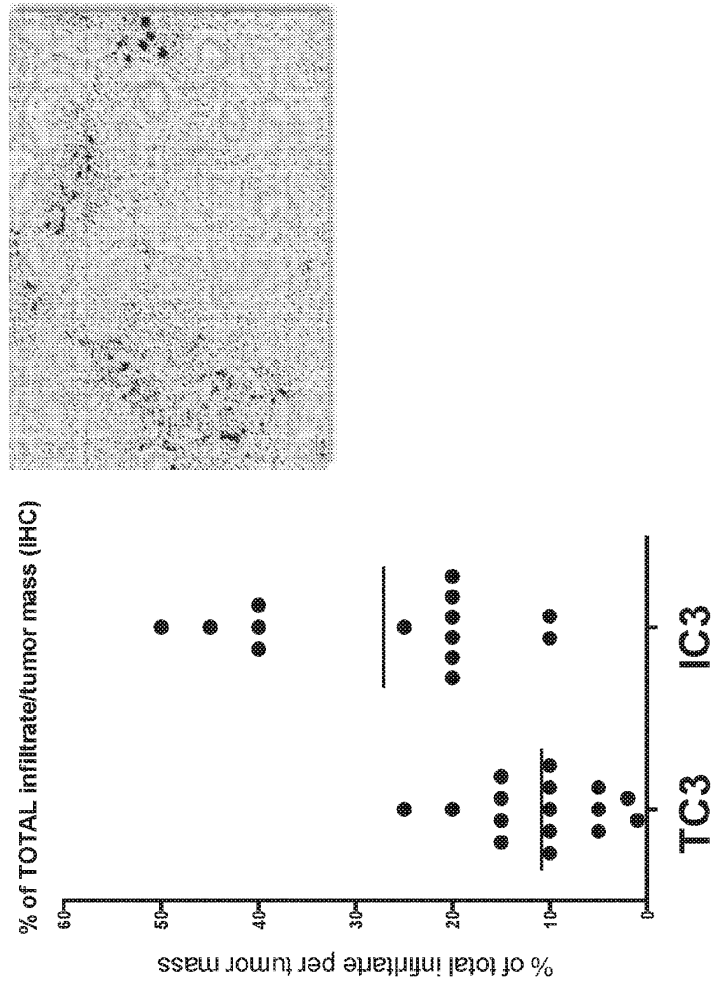 % of TOTAL infiltrate/tumor mass (IHC)
% of total infirltarte per tumor mass
60
50
40
30
20
10
0
TC3
IC3